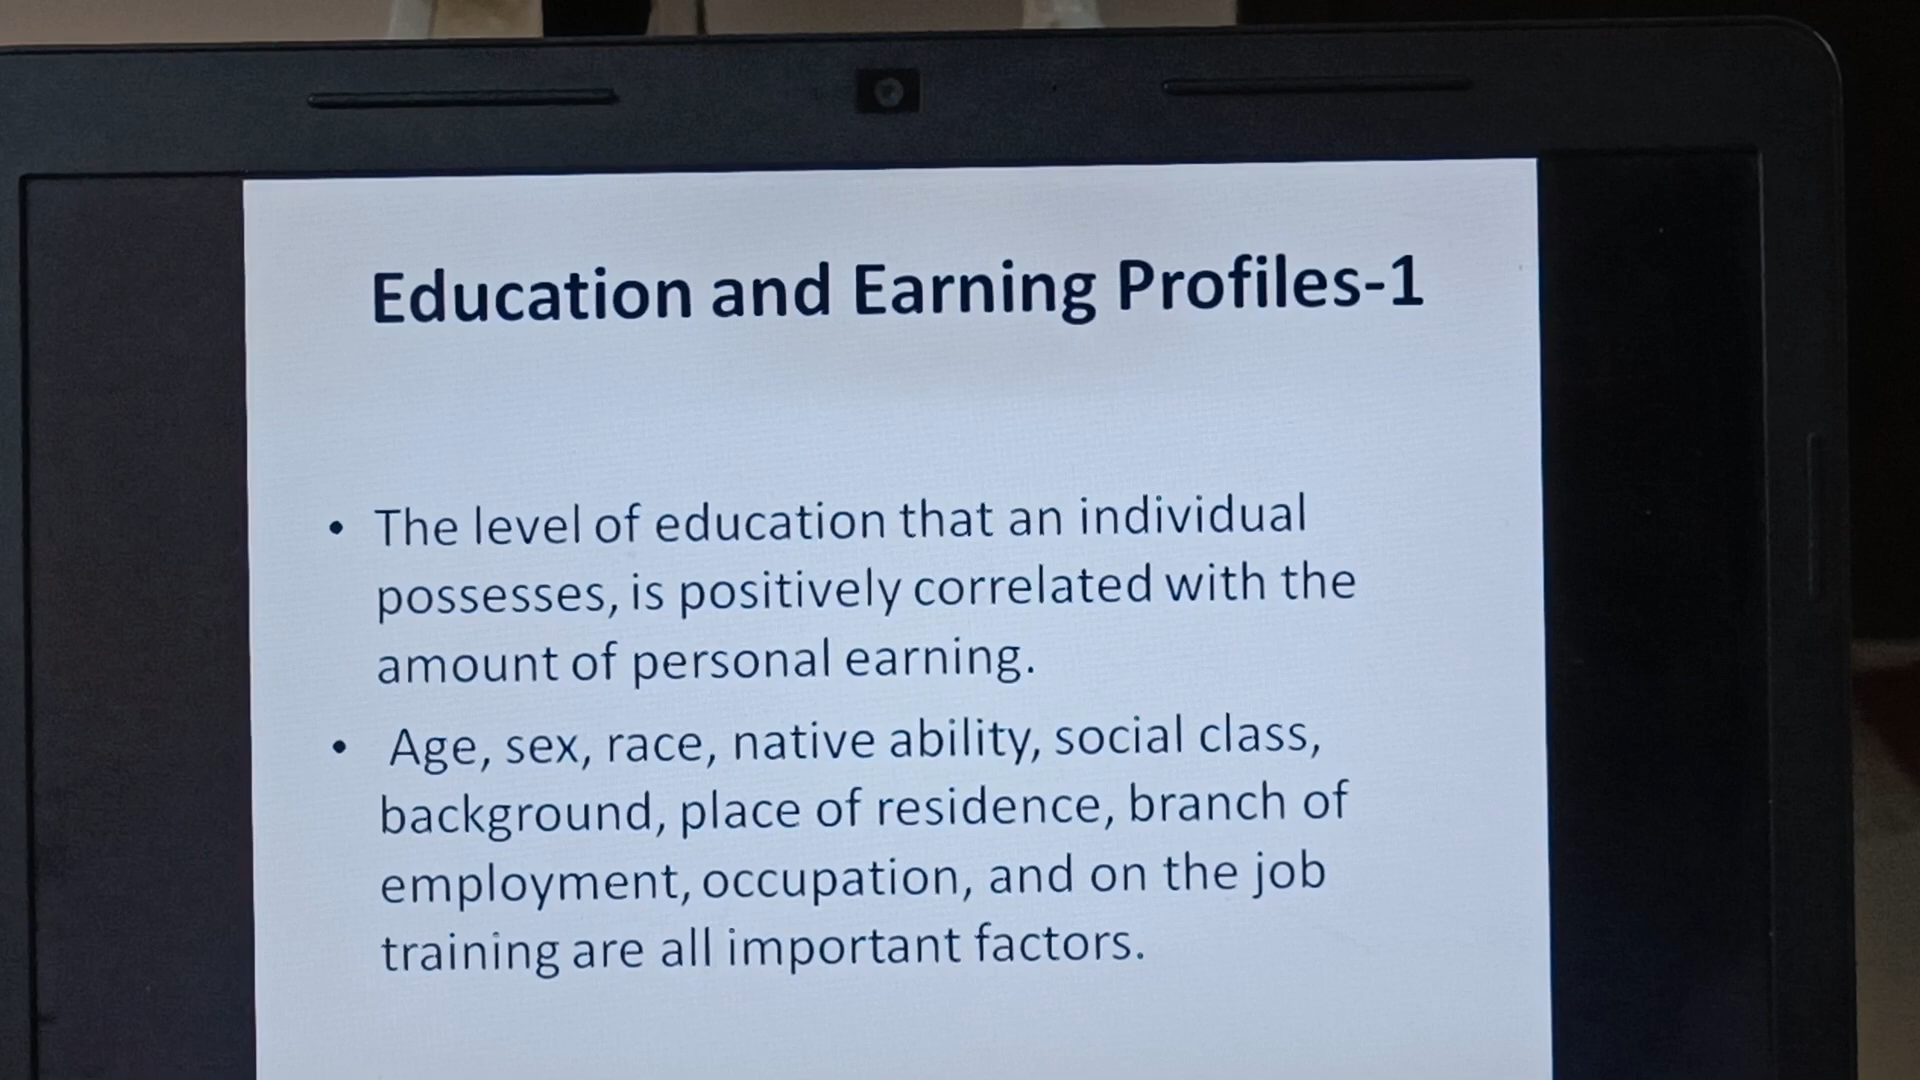 Education and Earning Profiles-1
• The level of education that an individual
possesses, is positively correlated with the
amount of personal earning.
• Age, sex, race, native ability, social class,
background, place of residence, branch of
employment, occupation, and on the job
training are all important factors.